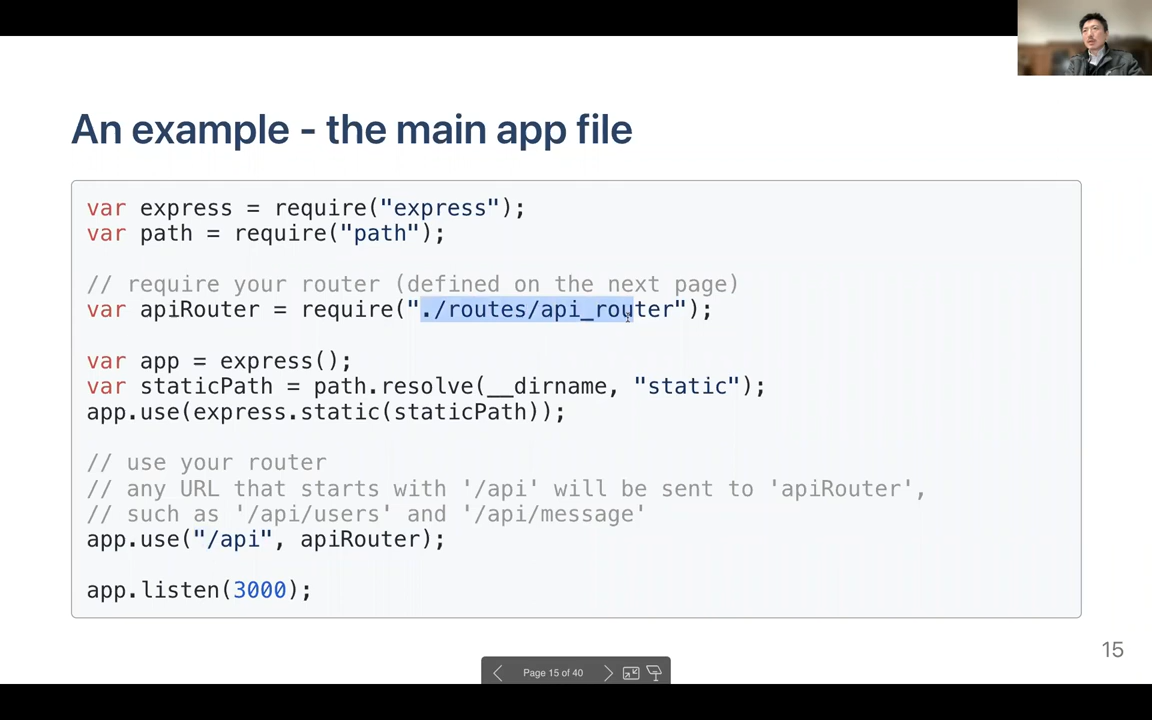 An example - the main app file
var express = require("express");
var path = require("path");
// require your router (defined on the next page)
var apiRouter = require("./routes/api_router");
var app = express();
var staticPath = path.resolve(__dirname, "static");
app.use(express.static(staticPath));
// use your router
// any URL that starts with '/api' will be sent to 'apiRouter',
// such as '/api/users' and '/api/message'
app.use("/api", apiRouter);
app.listen(3000);
15
Page 15 of 40